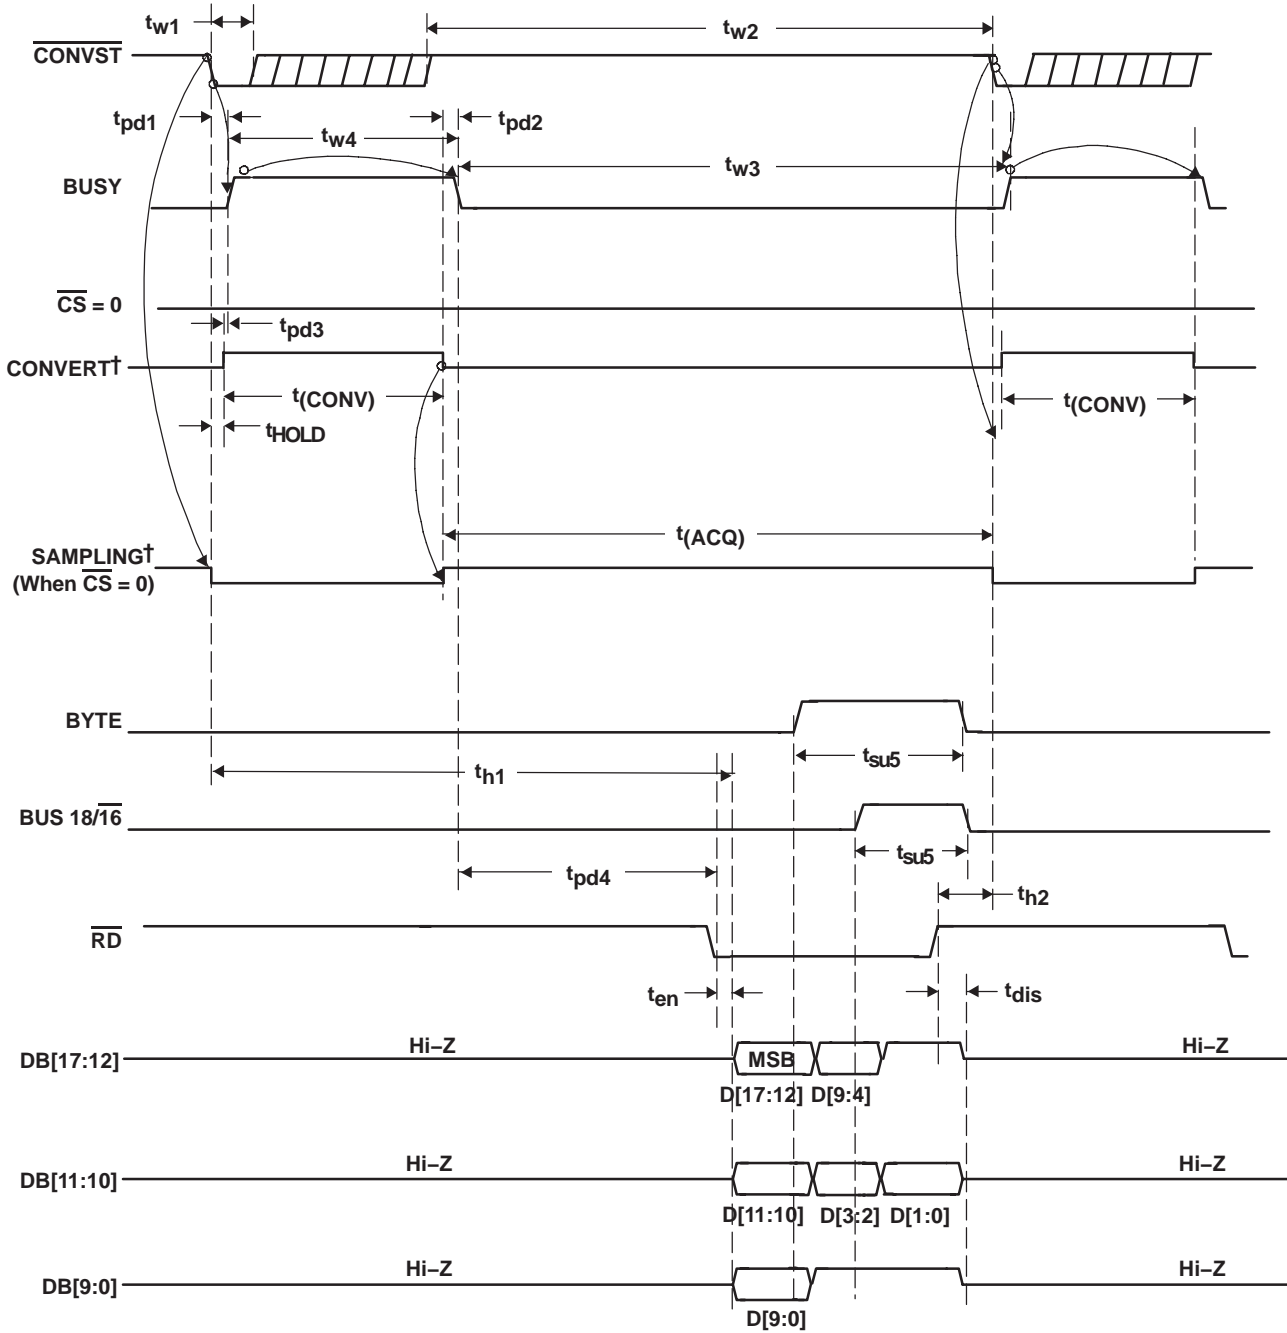 tw1
tw2
CONVST
tpd1
tw4
tpd2
tw3
BUSY
CS = 0
tpd3
CONVERT†
t(CONV)
t(CONV)
tHOLD
t(ACQ)
SAMPLING†
(When CS = 0)
BYTE
tsu5
th1
BUS 18/16
tsu5
tpd4
th2
RD
ten
tdis
Hi–Z
Hi–Z
DB[17:12]
MSB
D[17:12] D[9:4]
Hi–Z
Hi–Z
DB[11:10]
D[11:10] D[3:2] D[1:0]
Hi–Z
Hi–Z
DB[9:0]
D[9:0]